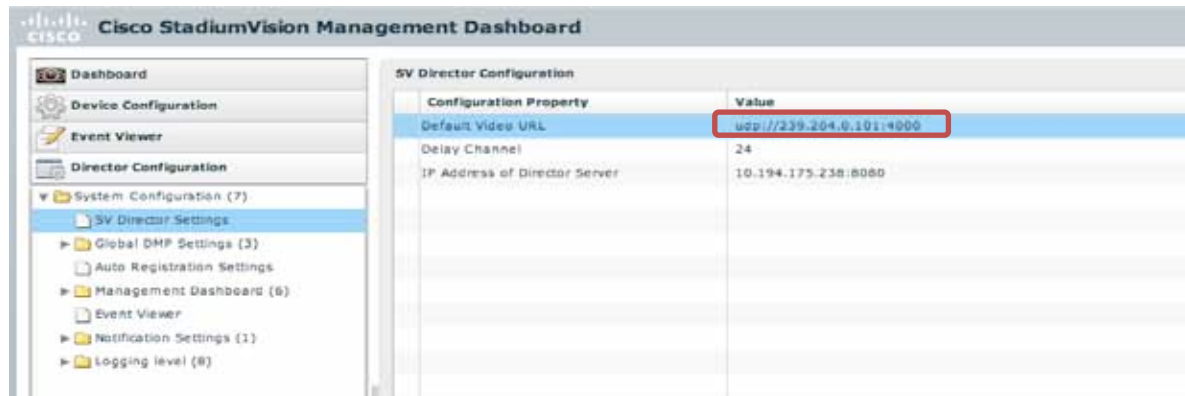 CISCO
Cisco StadiumVision Management Dashboard
Dashboard
Device Configuration
Event Viewer
Director Configuration
System Configuration (7)
SV Director Settings
Global DMP Settings (3)
Auto Registration Settings
Management Dashboard (6)
Event Viewer
Notification Settings (1)
Logging level (8)
SV Director Configuration
Configuration Property Value
Default Video URL udp://239.204.0.101:4000
Delay Channel 24
IP Address of Director Server 10.194.175.238:8080